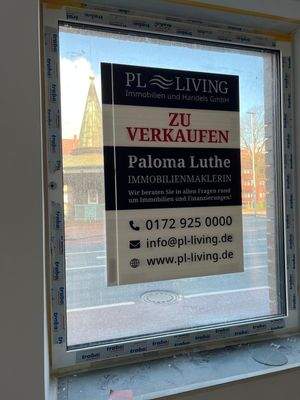 PL LIVING
Immobilien und Handels GmbH
ZU
VERKAUFEN
Paloma Luthe
IMMOBILIENMAKLERIN
Wir beraten Sie in allen Fragen rund
um Immobilien und Finanzierungen!
0172 925 0000
info@pl-living.de
www.pl-living.de